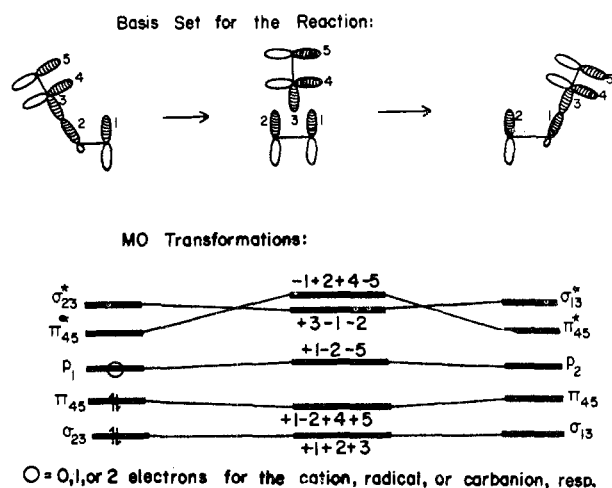 Basis Set for the Reaction:
5
4
3
2
1
5
4
3
2
1
5
4
3
2
1
MO Transformations:
-1+2+4-5
σ*23
σ*13
π*45
+3-1-2
π*45
+1-2-5
p1
p2
π45
π45
+1-2+4+5
σ23
σ13
+1+2+3
O = 0,1,or 2 electrons for the cation, radical, or carbanion, resp.